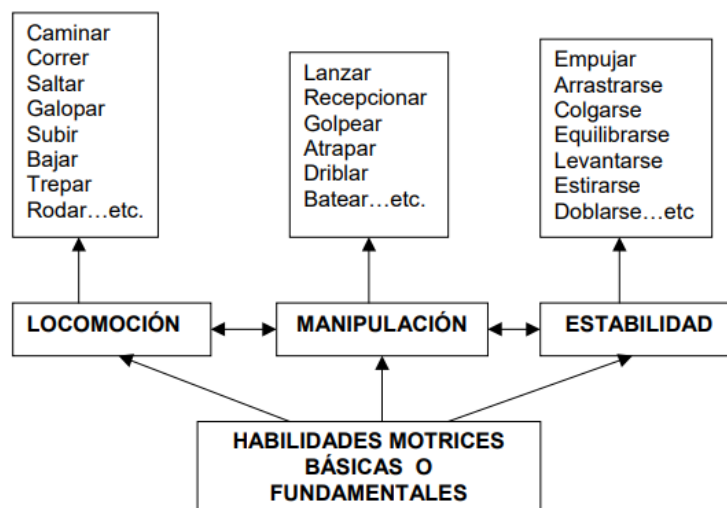 Caminar
Correr
Saltar
Galopar
Subir
Bajar
Trepar
Rodar…etc.
Lanzar
Recepcionar
Golpear
Atrapar
Driblar
Batear…etc.
Empujar
Arrastrarse
Colgarse
Equilibrarse
Levantarse
Estirarse
Doblarse…etc
LOCOMOCIÓN
MANIPULACIÓN
ESTABILIDAD
HABILIDADES MOTRICES
BÁSICAS O
FUNDAMENTALES